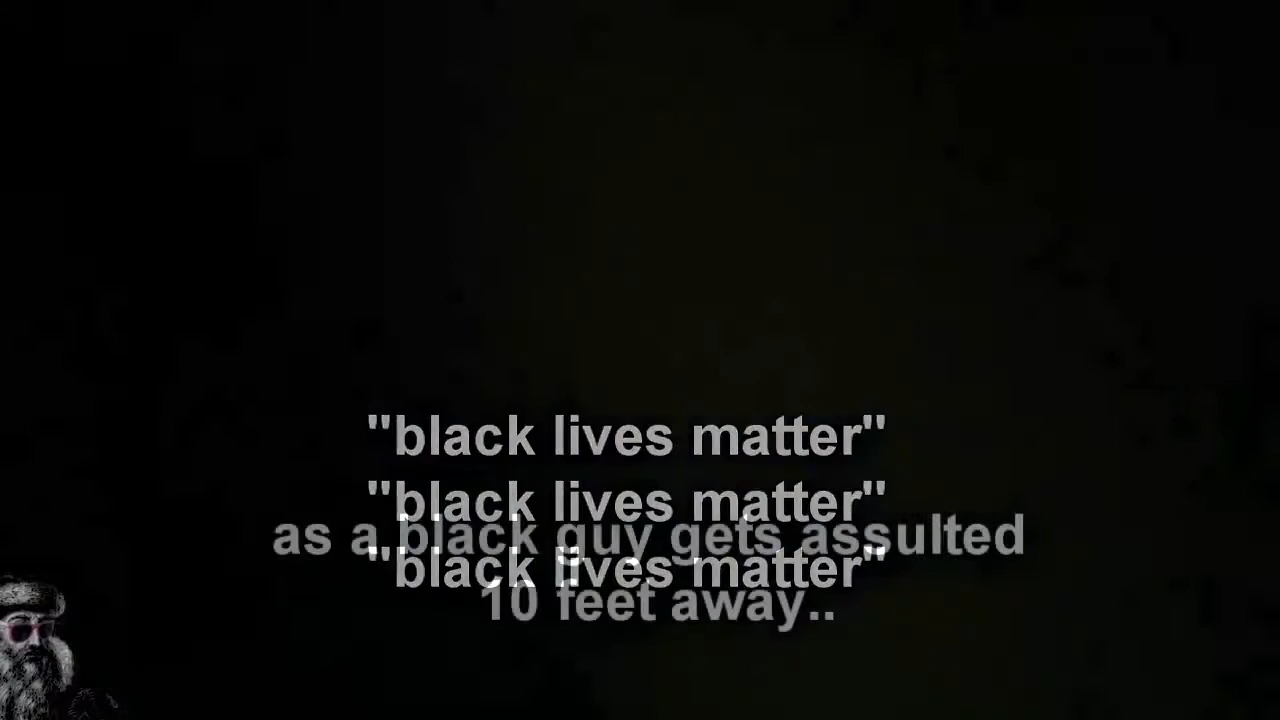 "black lives matter"
"black lives matter"
as a black guy gets assulted
"black lives matter"
10 feet away..